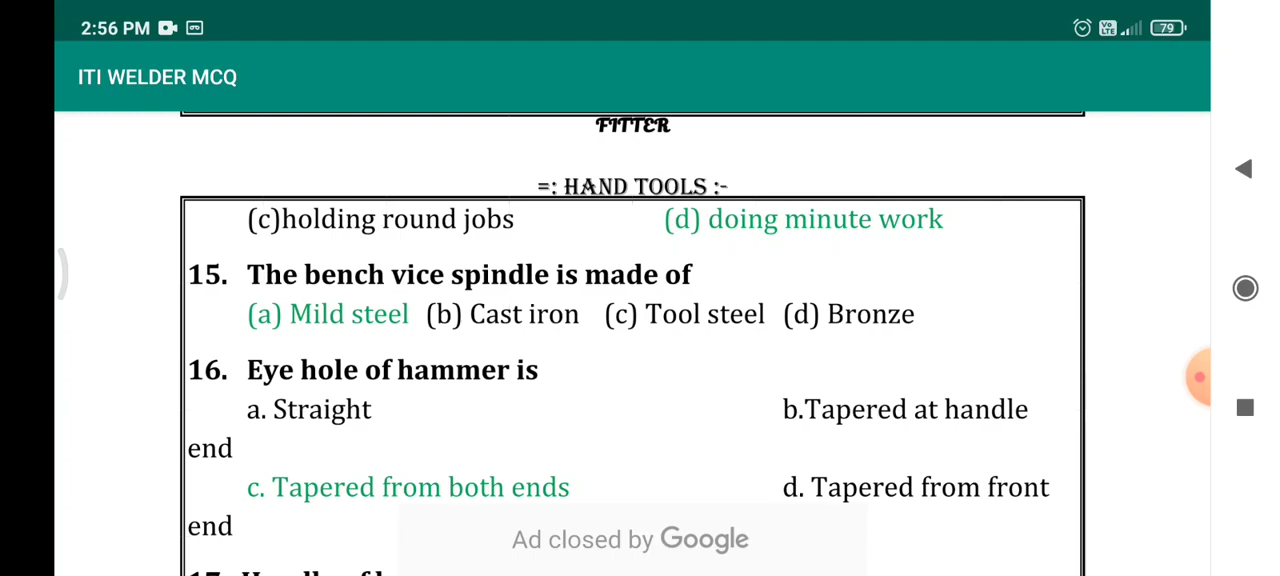 2:56 PM
79
ITI WELDER MCQ
FITTER
=: HAND TOOLS :-
(c)holding round jobs (d) doing minute work
15. The bench vice spindle is made of
(a) Mild steel (b) Cast iron (c) Tool steel (d) Bronze
16. Eye hole of hammer is
a. Straight b.Tapered at handle
end
c. Tapered from both ends d. Tapered from front
end
Ad closed by Google